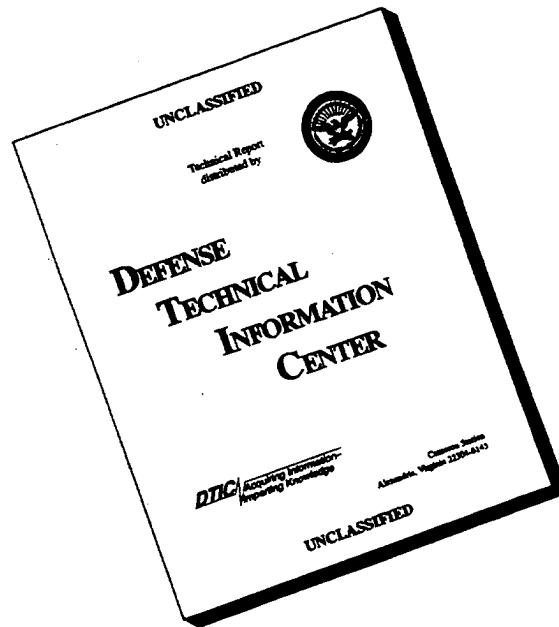 UNCLASSIFIED
Technical Report
distributed by
DEFENSE
TECHNICAL
INFORMATION
CENTER
DTIC Acquiring Information–
Imparting Knowledge
Cameron Station
Alexandria, Virginia 22304-6145
UNCLASSIFIED